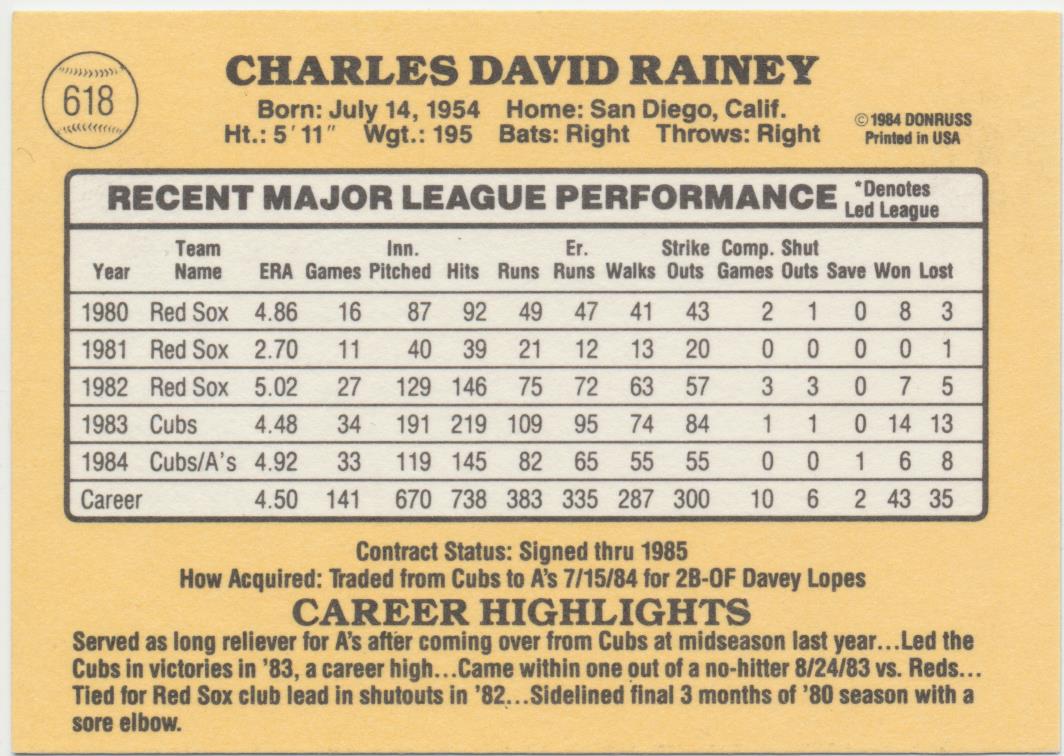 618
CHARLES DAVID RAINEY
Born: July 14, 1954 Home: San Diego, Calif.
Ht.: 5' 11" Wgt.: 195 Bats: Right Throws: Right
© 1984 DONRUSS
Printed in USA
RECENT MAJOR LEAGUE PERFORMANCE *Denotes Led League
Year Team Name ERA Games Inn. Pitched Hits Runs Er. Runs Walks Strike Outs Comp. Games Shut Outs Save Won Lost
1980 Red Sox 4.86 16 87 92 49 47 41 43 2 1 0 8 3
1981 Red Sox 2.70 11 40 39 21 12 13 20 0 0 0 0 1
1982 Red Sox 5.02 27 129 146 75 72 63 57 3 3 0 7 5
1983 Cubs 4.48 34 191 219 109 95 74 84 1 1 0 14 13
1984 Cubs/A's 4.92 33 119 145 82 65 55 55 0 0 1 6 8
Career 4.50 141 670 738 383 335 287 300 10 6 2 43 35
Contract Status: Signed thru 1985
How Acquired: Traded from Cubs to A's 7/15/84 for 2B-OF Davey Lopes
CAREER HIGHLIGHTS
Served as long reliever for A's after coming over from Cubs at midseason last year...Led the
Cubs in victories in '83, a career high...Came within one out of a no-hitter 8/24/83 vs. Reds...
Tied for Red Sox club lead in shutouts in '82...Sidelined final 3 months of '80 season with a
sore elbow.